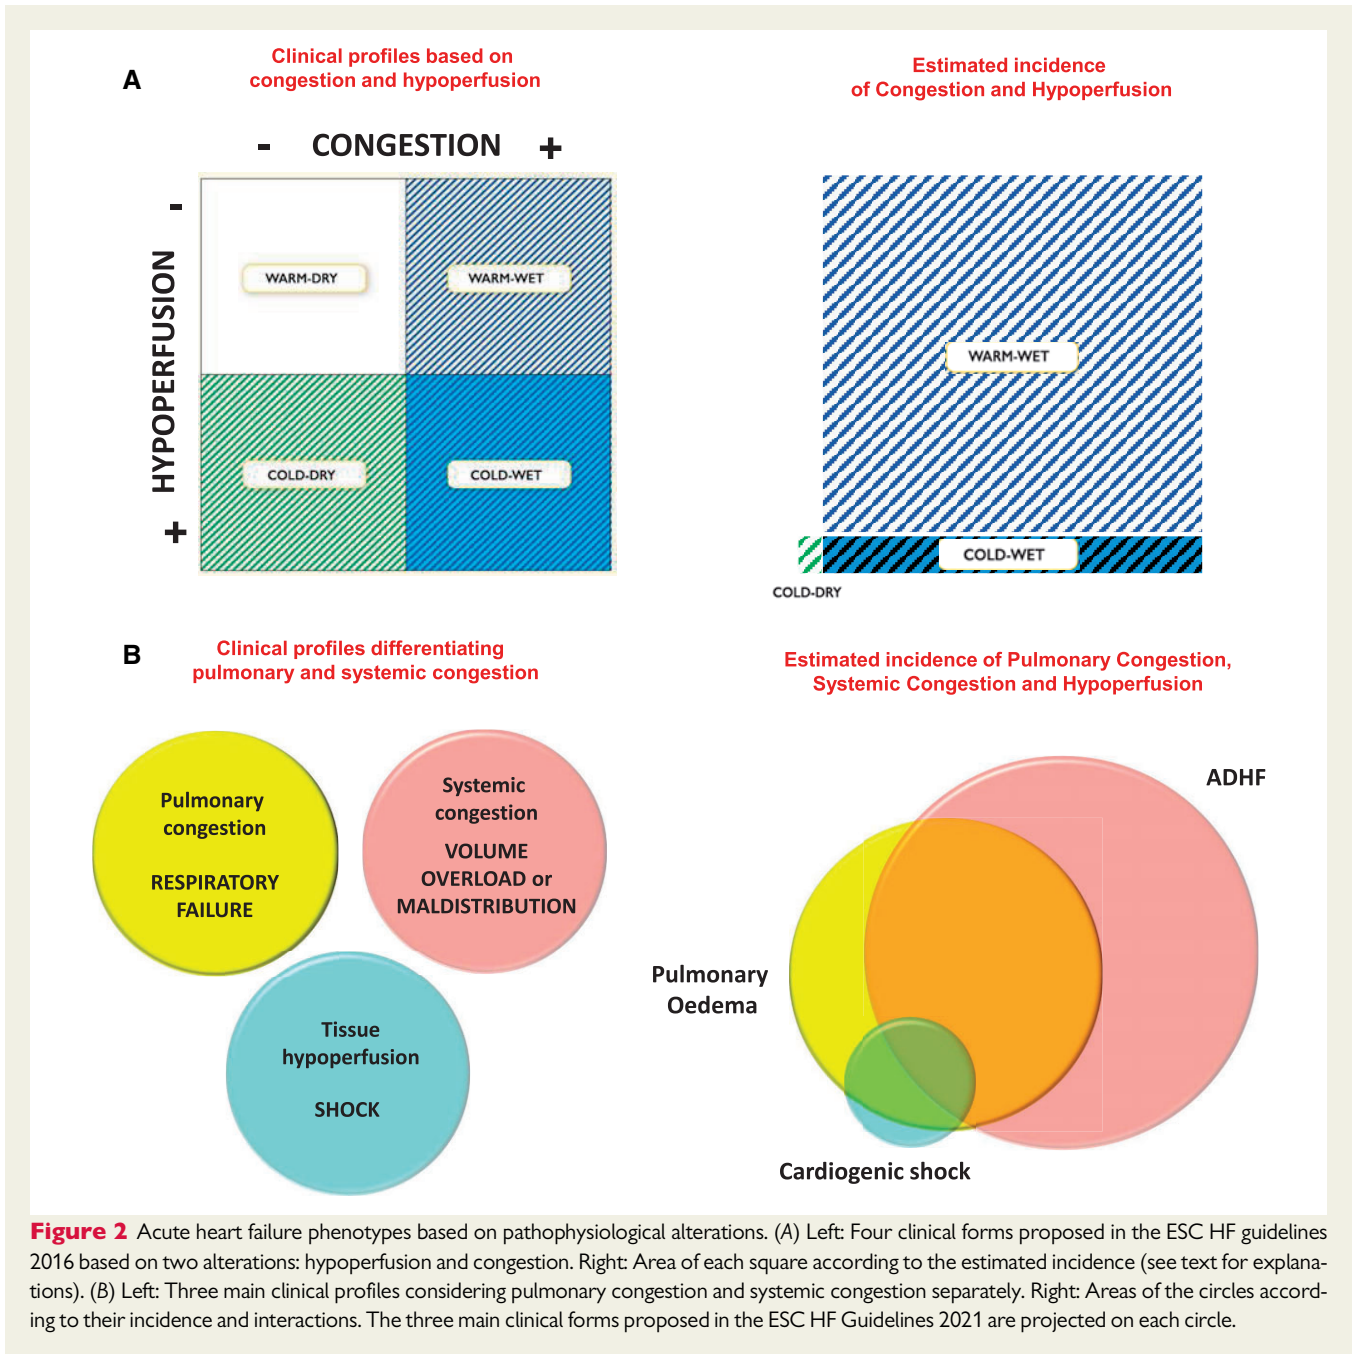 A
Clinical profiles based on
congestion and hypoperfusion
- CONGESTION +
- HYPOPERFUSION +
WARM-DRY
WARM-WET
COLD-DRY
COLD-WET
Estimated incidence
of Congestion and Hypoperfusion
WARM-WET
COLD-WET
COLD-DRY
B
Clinical profiles differentiating
pulmonary and systemic congestion
Pulmonary
congestion
RESPIRATORY
FAILURE
Systemic
congestion
VOLUME
OVERLOAD or
MALDISTRIBUTION
Tissue
hypoperfusion
SHOCK
Estimated incidence of Pulmonary Congestion,
Systemic Congestion and Hypoperfusion
ADHF
Pulmonary
Oedema
Cardiogenic shock
Figure 2 Acute heart failure phenotypes based on pathophysiological alterations. (A) Left: Four clinical forms proposed in the ESC HF guidelines
2016 based on two alterations: hypoperfusion and congestion. Right: Area of each square according to the estimated incidence (see text for explana-
tions). (B) Left: Three main clinical profiles considering pulmonary congestion and systemic congestion separately. Right: Areas of the circles accord-
ing to their incidence and interactions. The three main clinical forms proposed in the ESC HF Guidelines 2021 are projected on each circle.